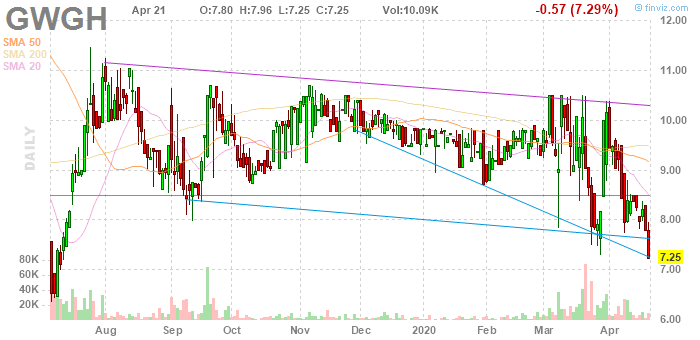 GWGH
Apr 21 O:7.80 H:7.96 L:7.25 C:7.25 Vol:10.09K -0.57 (7.29%)
© finviz.com
SMA 50
SMA 200
SMA 20
DAILY
12.00
11.00
10.00
9.00
8.00
7.25
7.00
6.00
80K
60K
40K
20K
Aug Sep Oct Nov Dec 2020 Feb Mar Apr